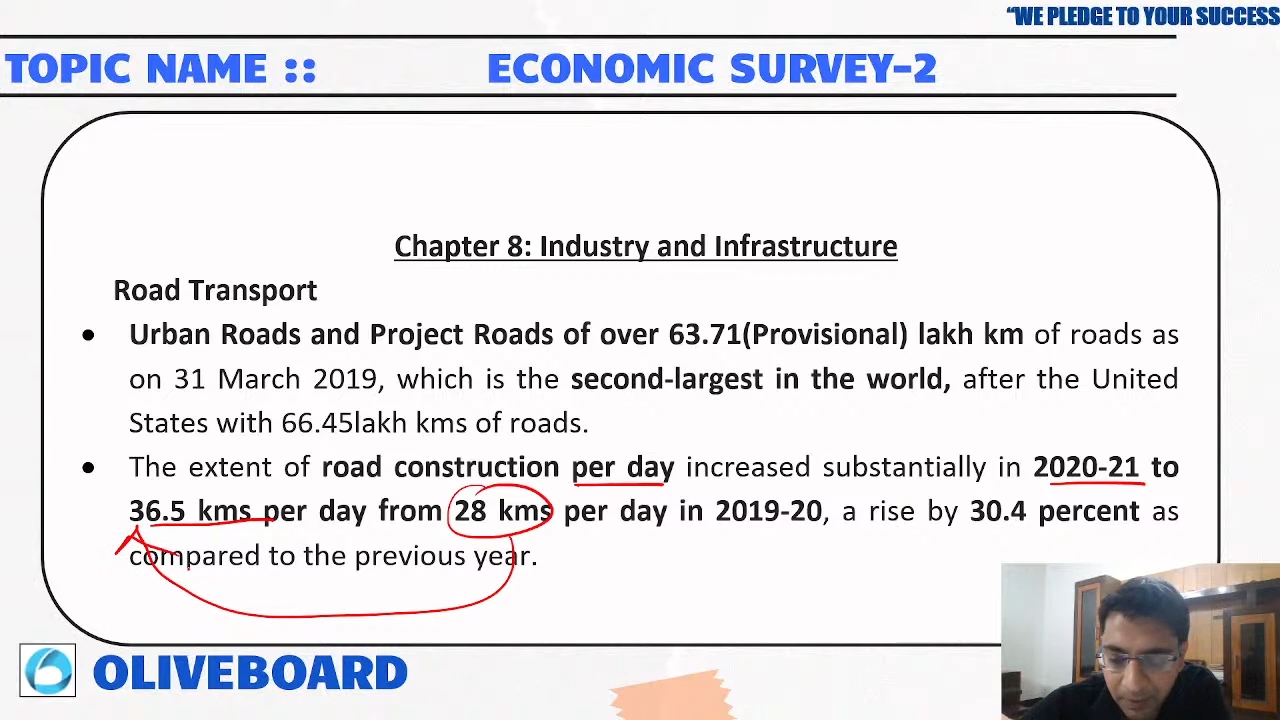 “WE PLEDGE TO YOUR SUCCESS
TOPIC NAME :: ECONOMIC SURVEY-2
Chapter 8: Industry and Infrastructure
Road Transport
● Urban Roads and Project Roads of over 63.71(Provisional) lakh km of roads as
on 31 March 2019, which is the second-largest in the world, after the United
States with 66.45lakh kms of roads.
● The extent of road construction per day increased substantially in 2020-21 to
36.5 kms per day from 28 kms per day in 2019-20, a rise by 30.4 percent as
compared to the previous year.
OLIVEBOARD